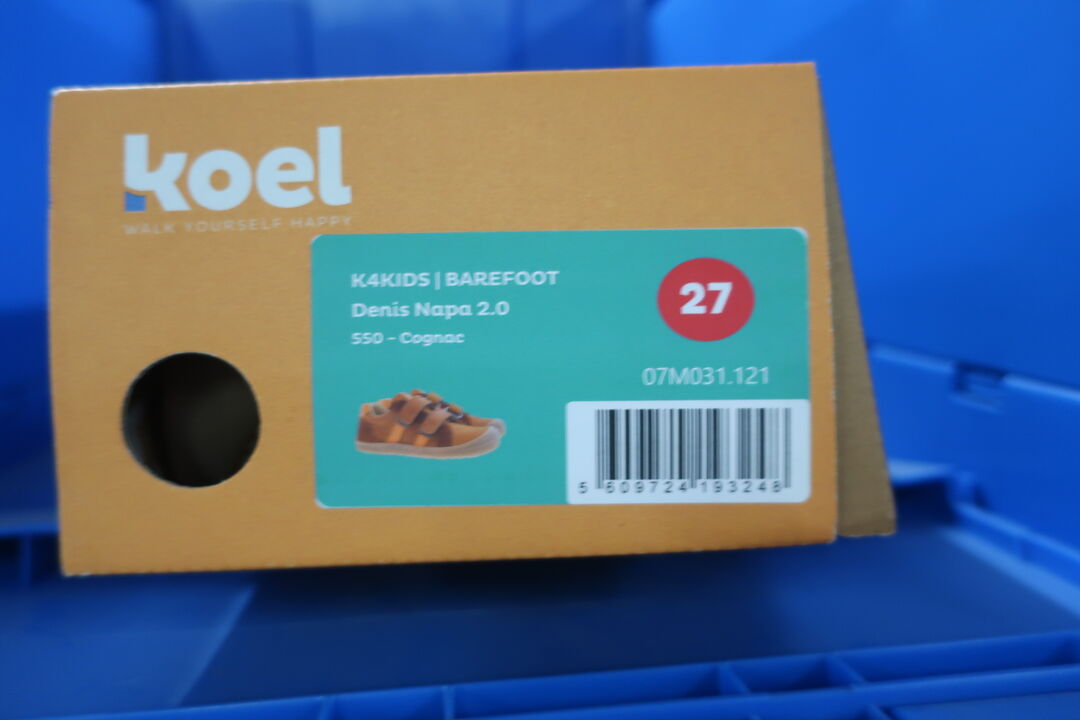 koel
WALK YOURSELF HAPPY
K4KIDS | BAREFOOT
Denis Napa 2.0
550 - Cognac
27
07M031.121
5 609724 193248